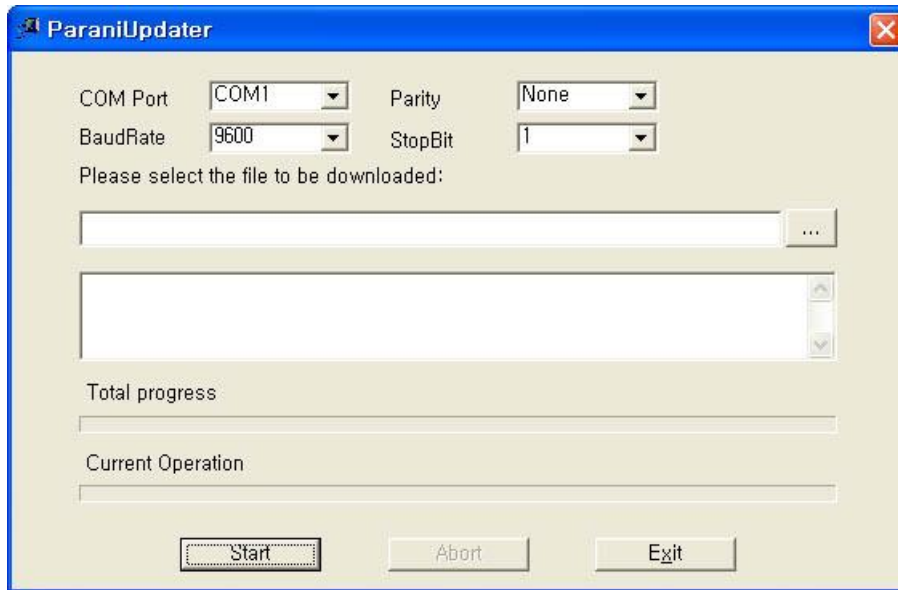 ParaniUpdater
COM Port COM1 Parity None
BaudRate 9600 StopBit 1
Please select the file to be downloaded:
...
Total progress
Current Operation
Start Abort Exit